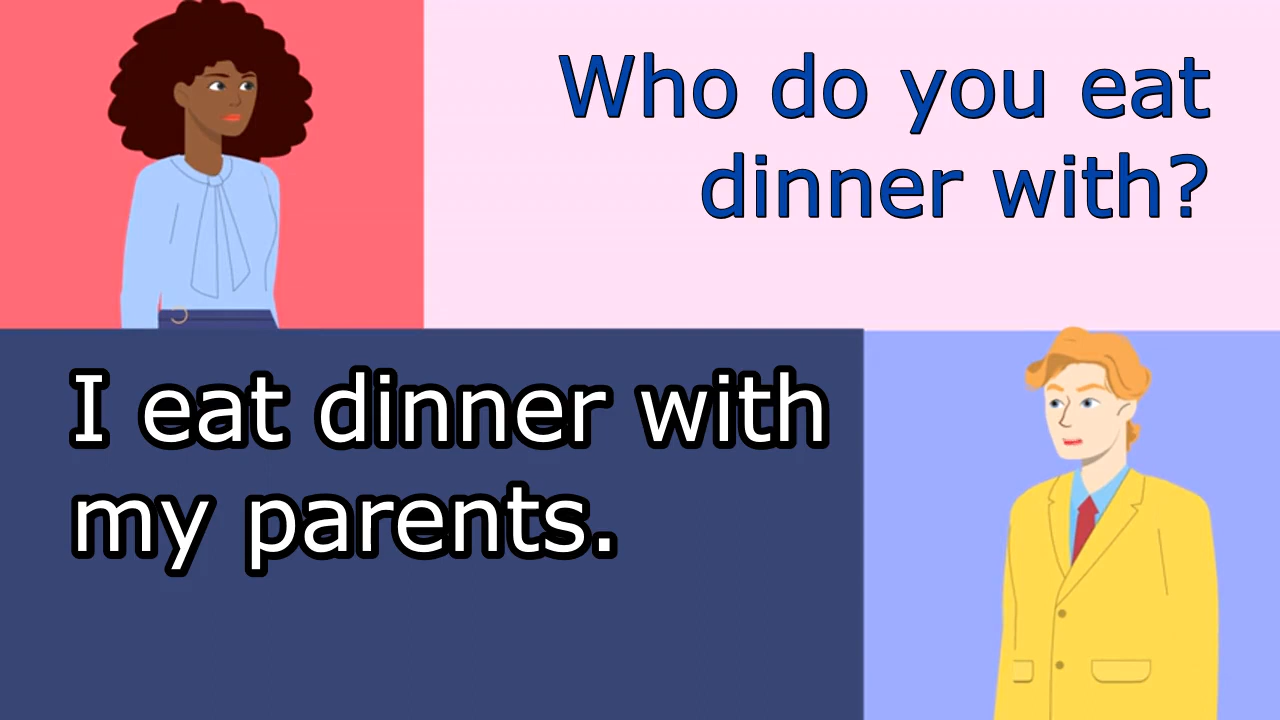 Who do you eat
dinner with?
I eat dinner with
my parents.